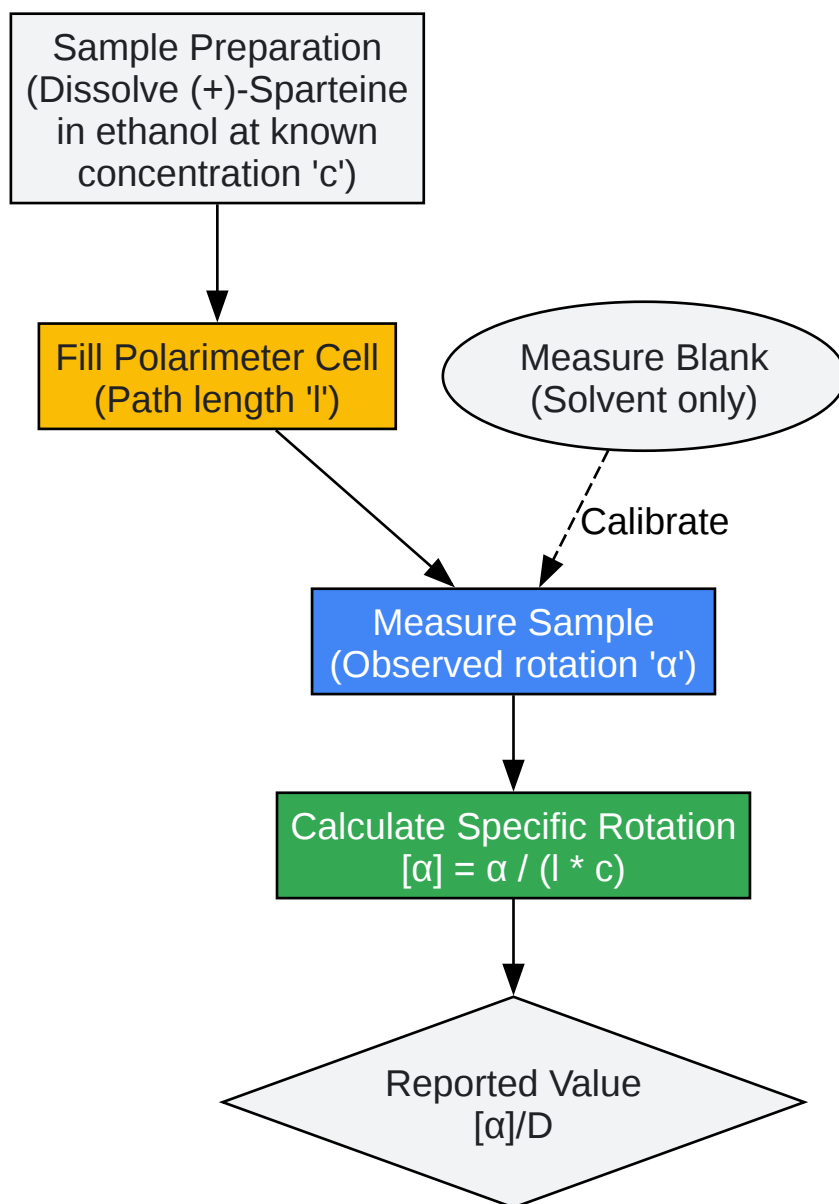 Sample Preparation
(Dissolve (+)-Sparteine
in ethanol at known
concentration 'c')
Fill Polarimeter Cell
(Path length 'l')
Measure Blank
(Solvent only)
Calibrate
Measure Sample
(Observed rotation 'α')
Calculate Specific Rotation
[α] = α / (l * c)
Reported Value
[α]/D